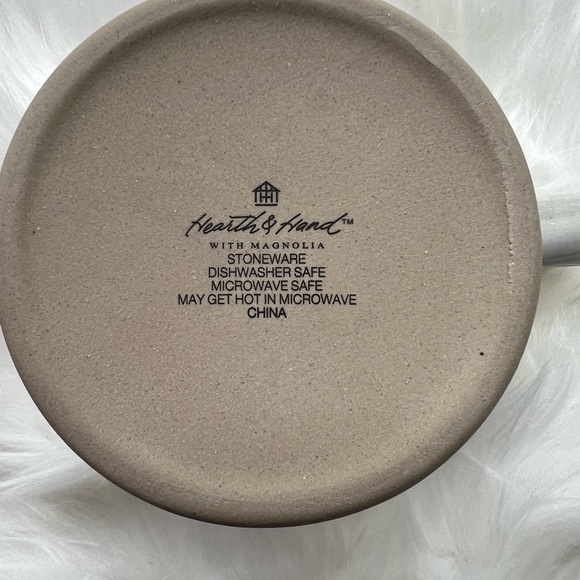 Hearth & Hand™
WITH MAGNOLIA
STONEWARE
DISHWASHER SAFE
MICROWAVE SAFE
MAY GET HOT IN MICROWAVE
CHINA